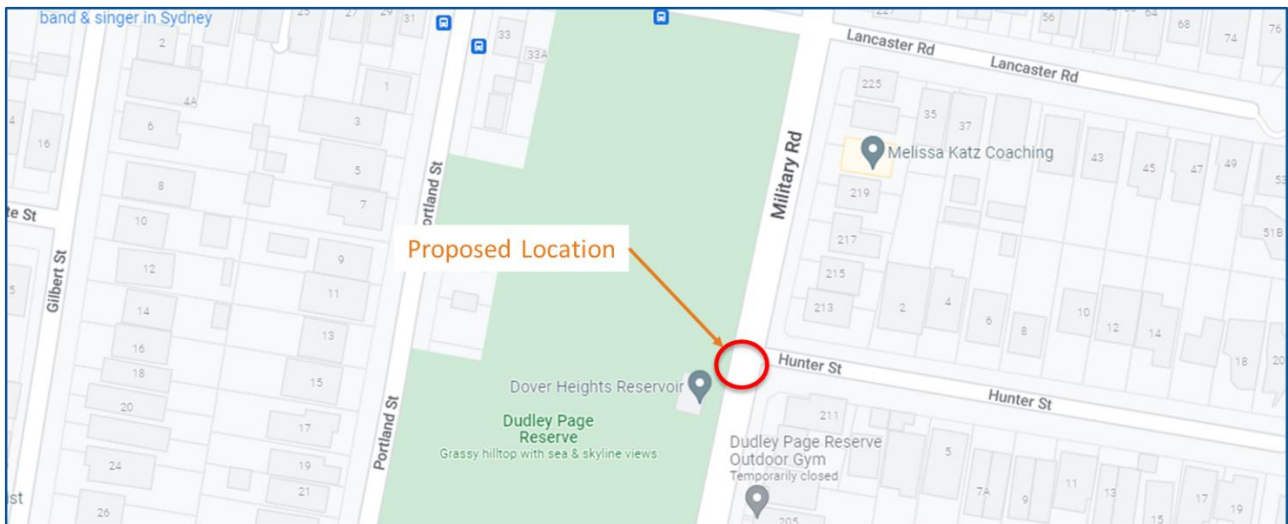 band & singer in Sydney
2
4A
6
8
10
12
14
16
18
20
24
26
16
te St
Gilbert St
31
1
3
5
7
9
11
13
15
17
19
21
33
33A
Portland St
ortland St
Proposed Location
Dover Heights Reservoir
Dudley Page
Reserve
Grassy hilltop with sea & skyline views
Military Rd
Lancaster Rd
Lancaster Rd
56
68
74
76
225
35
37
43
45
47
49
51B
Melissa Katz Coaching
219
217
215
213
2
4
6
8
10
12
14
18
20
Hunter St
Hunter St
211
Dudley Page Reserve
Outdoor Gym
Temporarily closed
205
5
7A
9
11
13
15
17
19